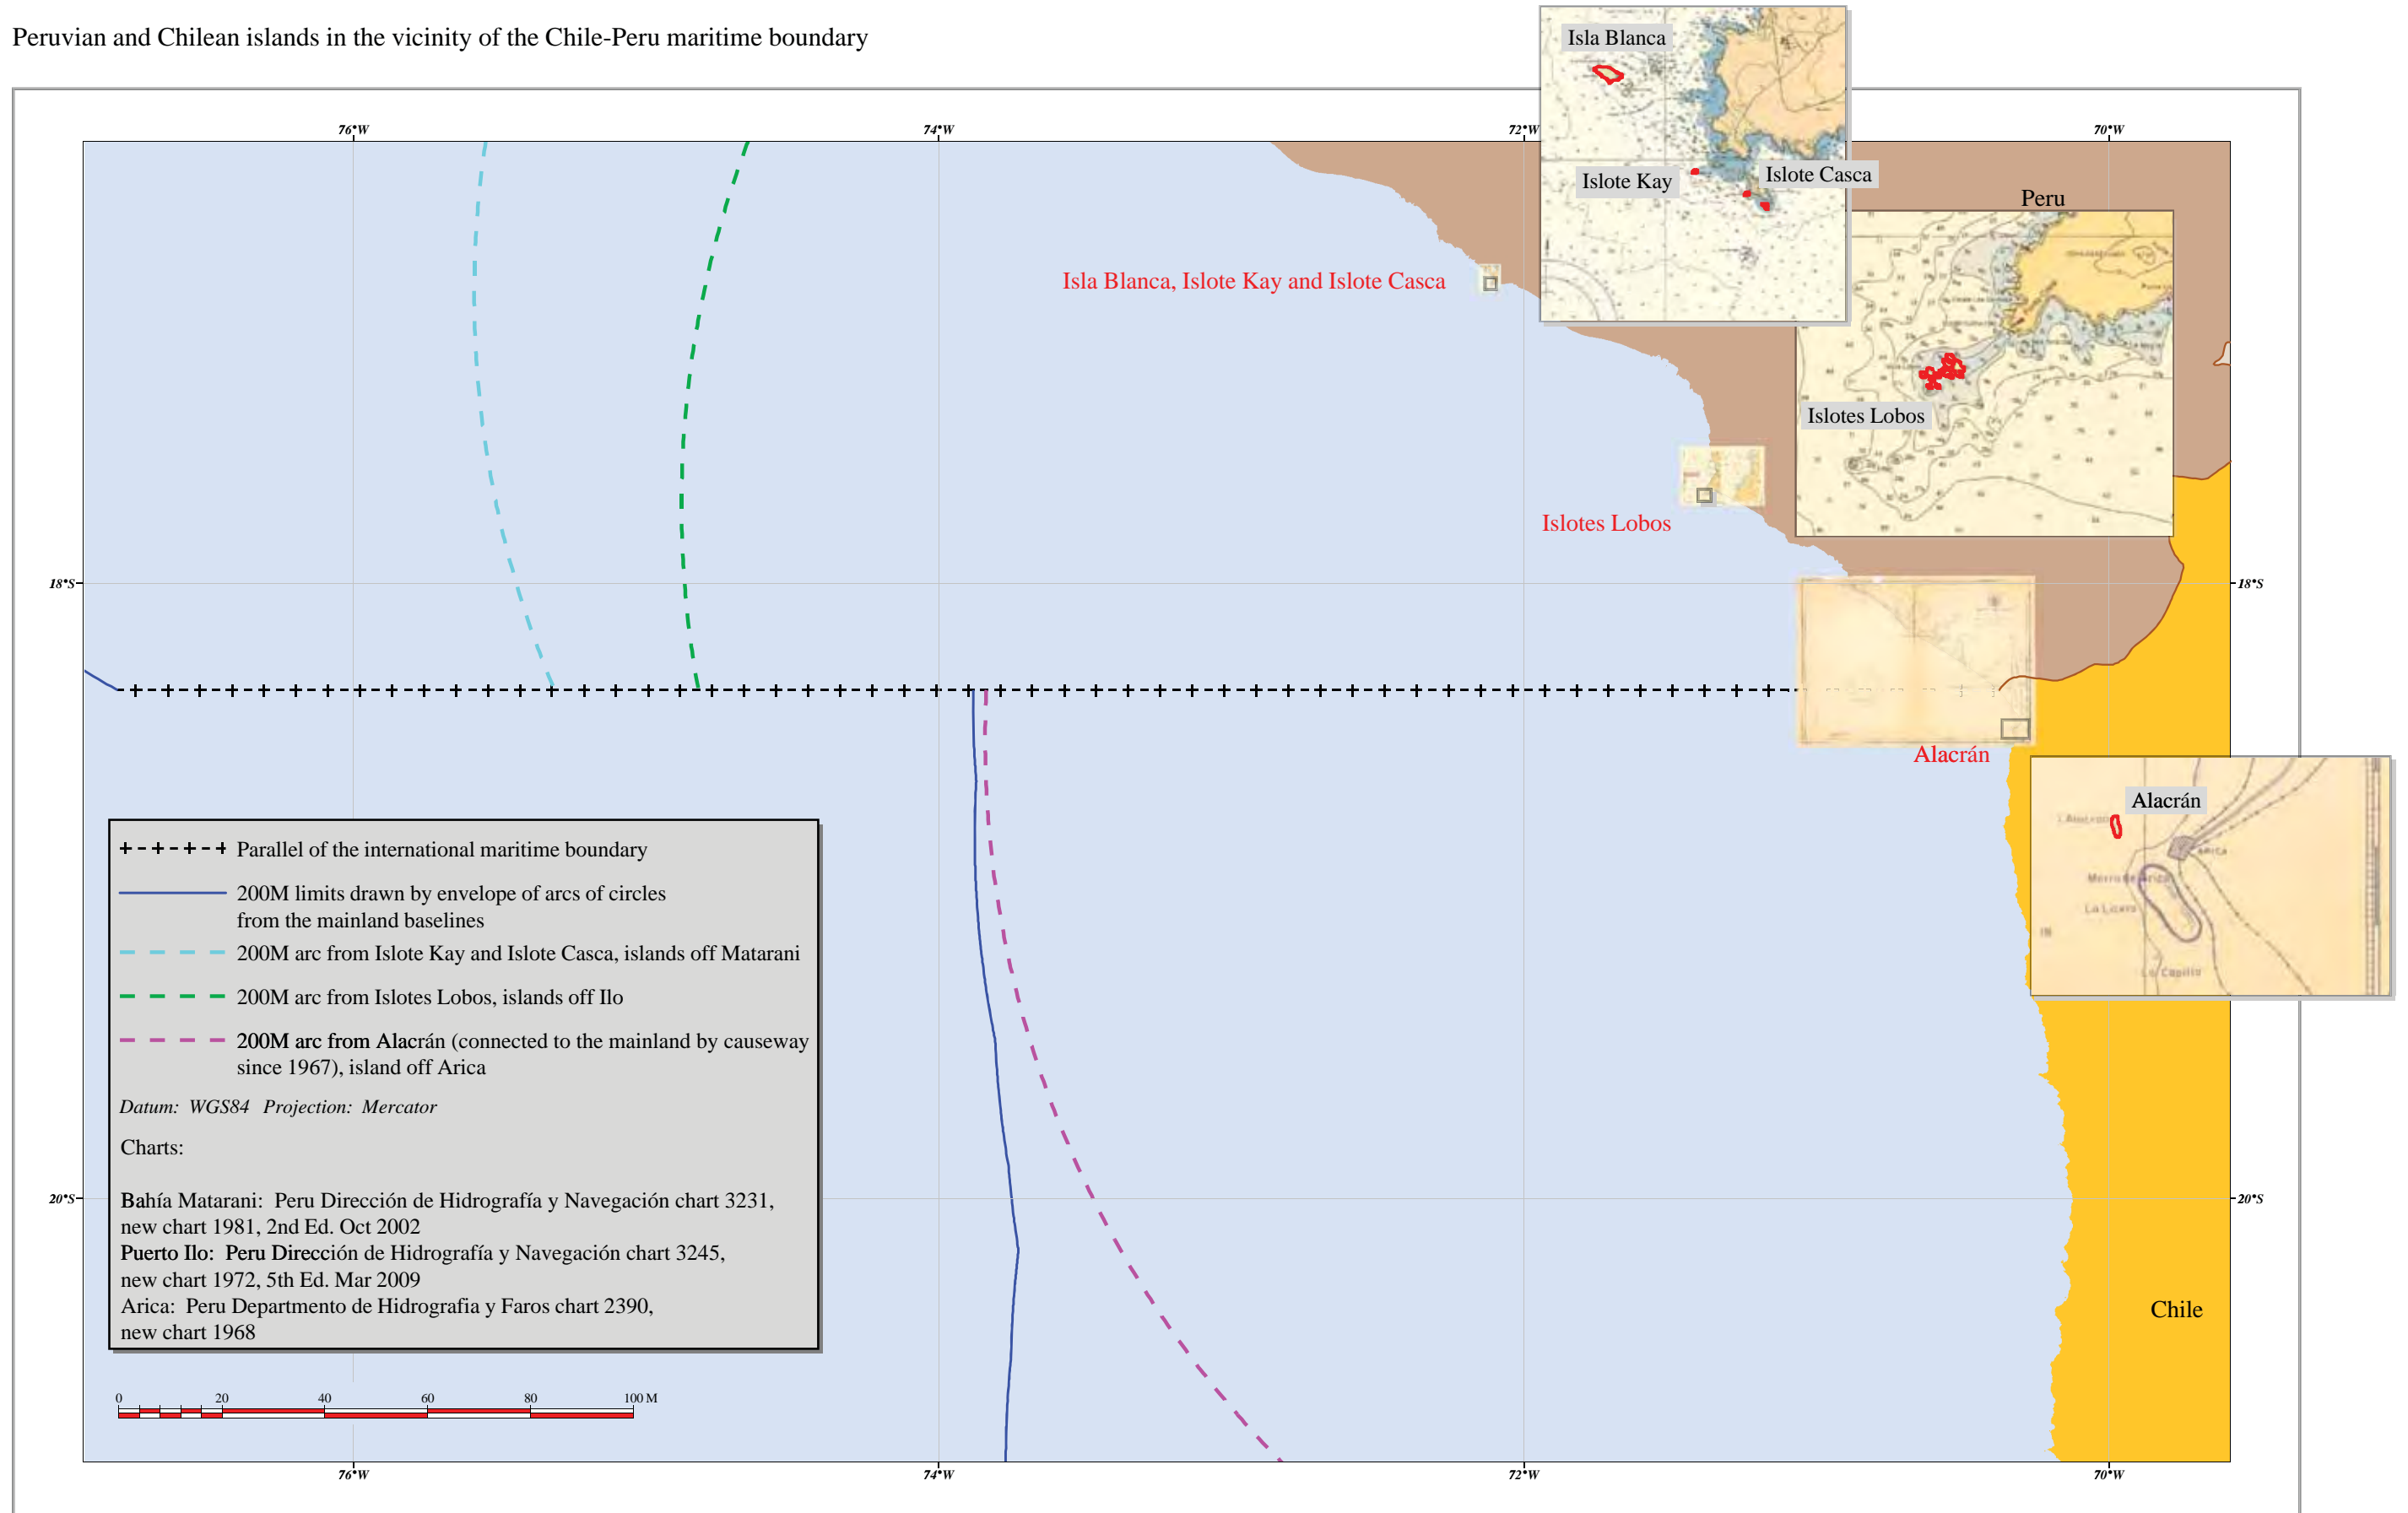 Peruvian and Chilean islands in the vicinity of the Chile-Peru maritime boundary
Isla Blanca
Islote Kay
Islote Casca
76°W
74°W
72°W
70°W
Peru
Isla Blanca, Islote Kay and Islote Casca
Islotes Lobos
Islotes Lobos
18°S
18°S
Alacrán
Alacrán
ARICA
La Capilla
Parallel of the international maritime boundary
200M limits drawn by envelope of arcs of circles
from the mainland baselines
200M arc from Islote Kay and Islote Casca, islands off Matarani
200M arc from Islotes Lobos, islands off Ilo
200M arc from Alacrán (connected to the mainland by causeway
since 1967), island off Arica
Datum: WGS84 Projection: Mercator
Charts:
Bahía Matarani: Peru Dirección de Hidrografía y Navegación chart 3231,
new chart 1981, 2nd Ed. Oct 2002
Puerto Ilo: Peru Dirección de Hidrografía y Navegación chart 3245,
new chart 1972, 5th Ed. Mar 2009
Arica: Peru Departmento de Hidrografia y Faros chart 2390,
new chart 1968
20°S
20°S
Chile
0 20 40 60 80 100 M
76°W
74°W
72°W
70°W